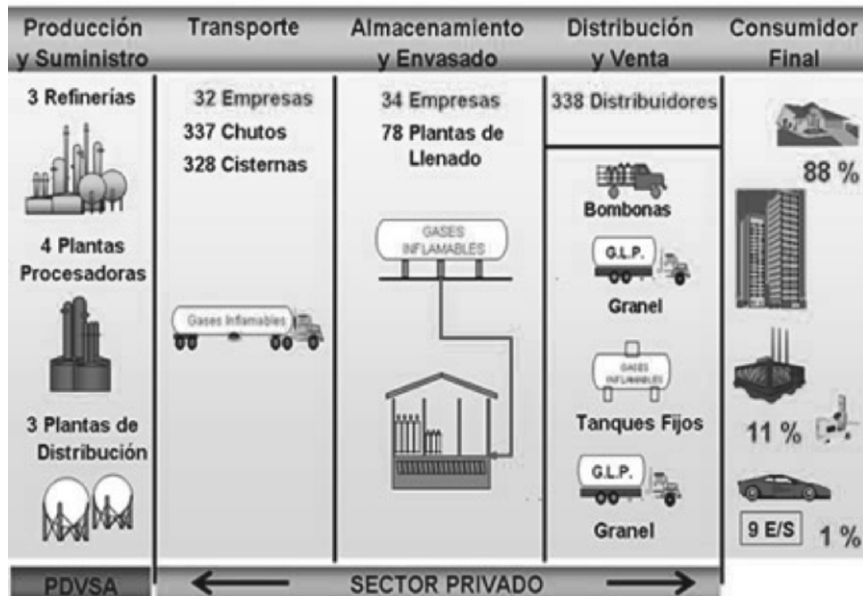 Producción
y Suministro
Transporte
Almacenamiento
y Envasado
Distribución
y Venta
Consumidor
Final
3 Refinerías
4 Plantas
Procesadoras
3 Plantas de
Distribución
32 Empresas
337 Chutos
328 Cisternas
Gases Inflamables
34 Empresas
78 Plantas de
Llenado
GASES
INFLAMABLES
338 Distribuidores
Bombonas
G.L.P.
Granel
GASES
INFLAMABLES
Tanques Fijos
G.L.P.
Granel
88 %
11 %
9 E/S
1 %
PDVSA
SECTOR PRIVADO